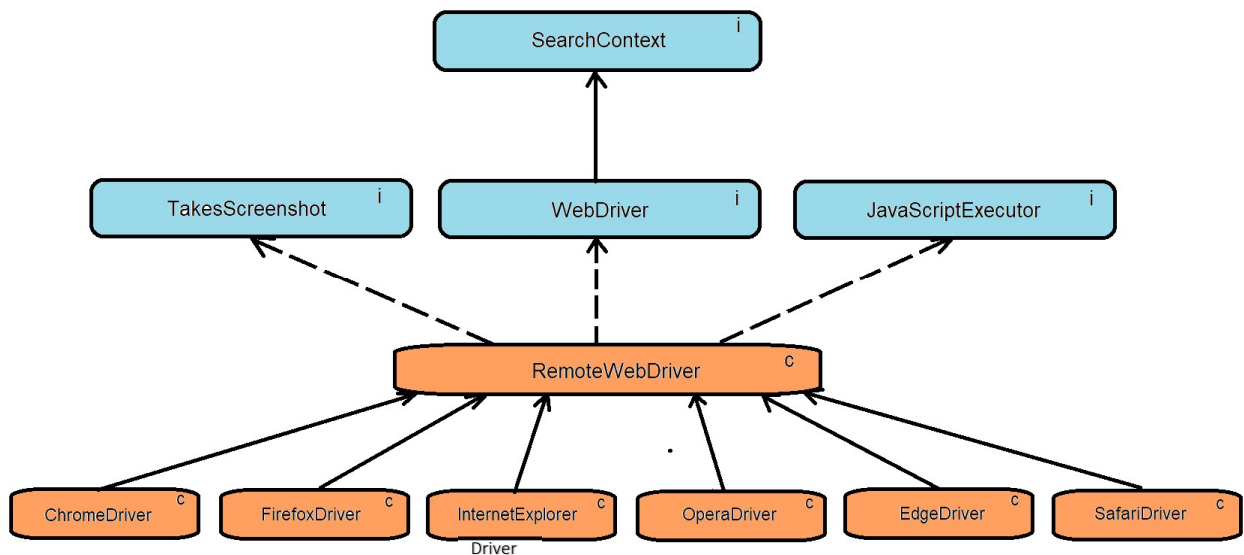 i
SearchContext
i
TakesScreenshot
i
WebDriver
i
JavaScriptExecutor
c
RemoteWebDriver
c
ChromeDriver
c
FirefoxDriver
c
InternetExplorer
Driver
c
OperaDriver
c
EdgeDriver
c
SafariDriver